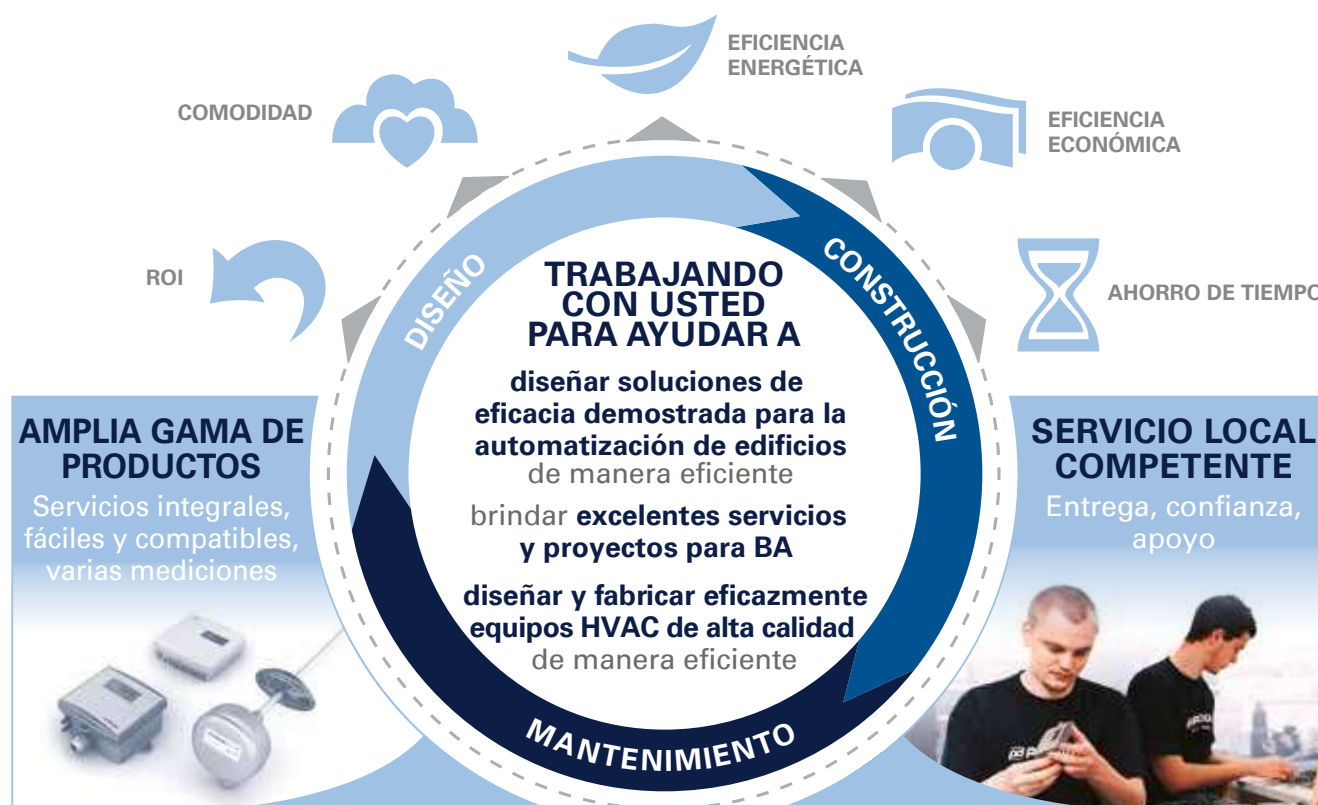 EFICIENCIA
ENERGÉTICA
COMODIDAD
EFICIENCIA
ECONÓMICA
ROI
AHORRO DE TIEMPO
DISEÑO
CONSTRUCCIÓN
MANTENIMIENTO
TRABAJANDO
CON USTED
PARA AYUDAR A
diseñar soluciones de
eficacia demostrada para la
automatización de edificios
de manera eficiente
brindar excelentes servicios
y proyectos para BA
diseñar y fabricar eficazmente
equipos HVAC de alta calidad
de manera eficiente
AMPLIA GAMA DE
PRODUCTOS
Servicios integrales,
fáciles y compatibles,
varias mediciones
SERVICIO LOCAL
COMPETENTE
Entrega, confianza,
apoyo